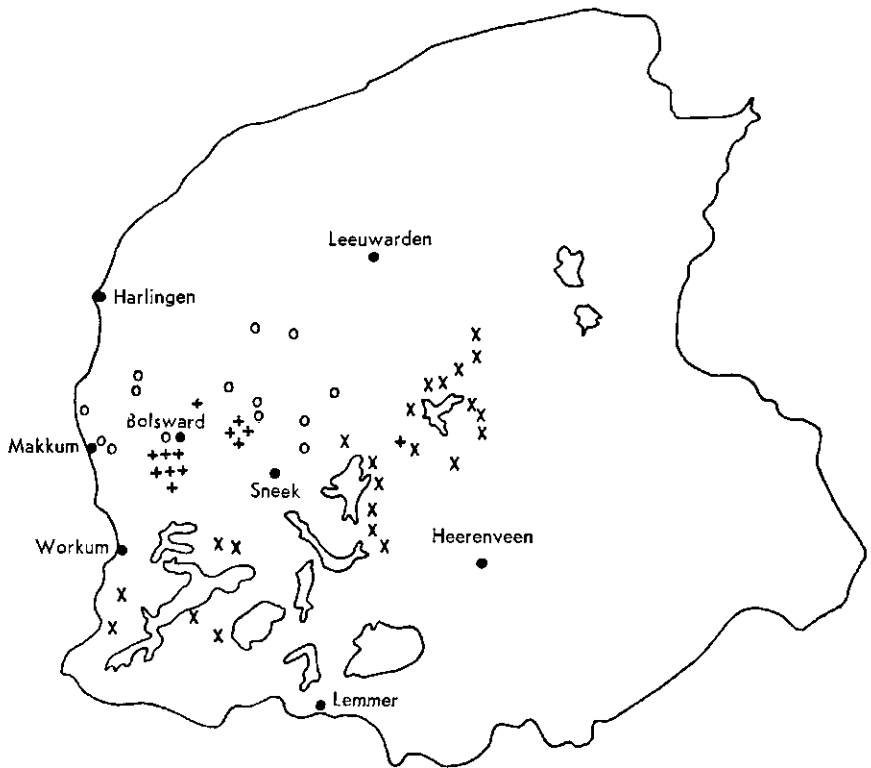 Leeuwarden
Harlingen
Bolsward
Makkum
Sneek
Workum
Heerenveen
Lemmer